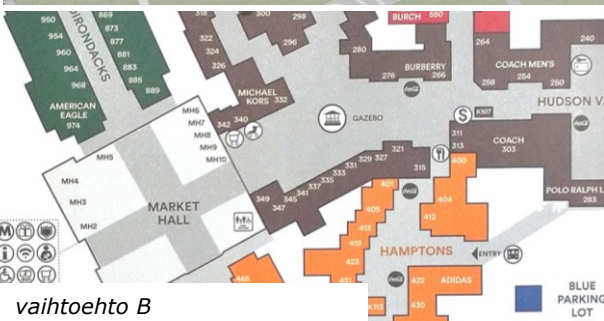 869
873
877
881
883
885
889
950
954
960
964
968
ADIRONDACKS
AMERICAN
EAGLE
974
318
322
324
326
300
298
296
MICHAEL
KORS 332
340
342
280
276
BURCH
550
BURBERRY
266
264
COACH MEN'S
258
254
250
240
GAZEBO
S
K107
HUDSON VA
311
313
COACH
303
POLO RALPH L
283
MH6
MH7
MH8
MH9
MH10
MH5
MH4
MH3
MH2
MARKET
HALL
349
347
345
341
337
335
333
331
329
327
321
315
400
401
404
405
412
413
419
423
431
HAMPTONS
ENTRY
422
ADIDAS
430
K113
466
M
i
BLUE
PARKING
LOT
vaihtoehto B